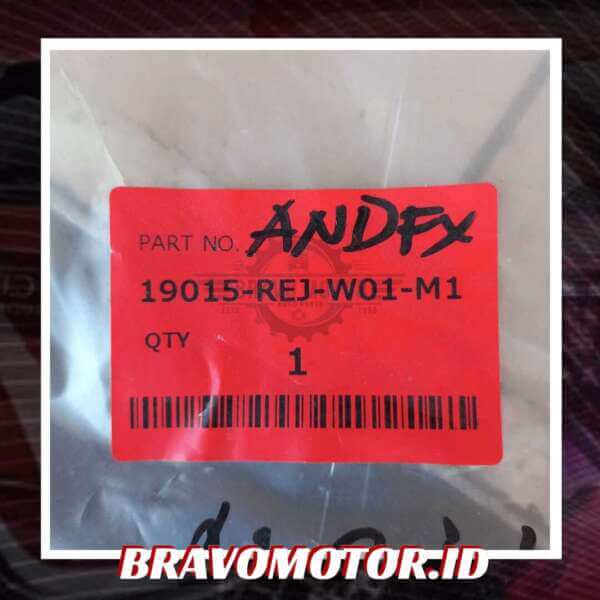 PART NO. ANDFX
19015-REJ-W01-M1
QTY 1
BRAVOMOTOR.ID